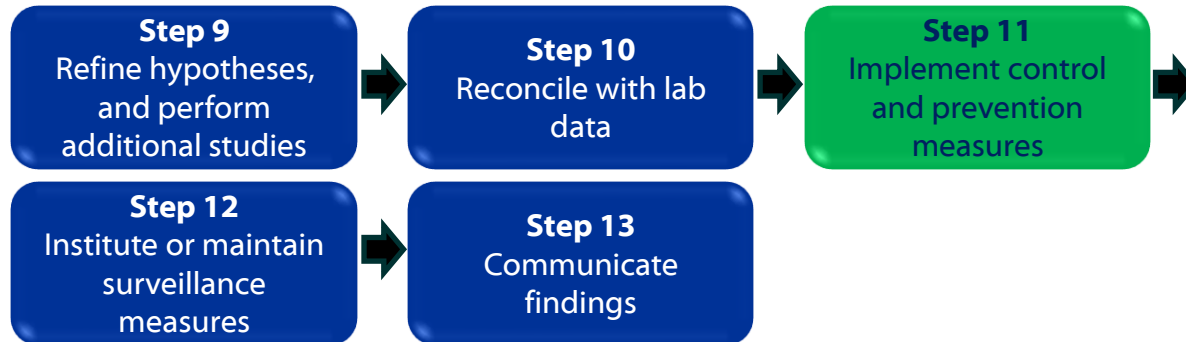 Step 9
Refine hypotheses,
and perform
additional studies
Step 10
Reconcile with lab
data
Step 11
Implement control
and prevention
measures
Step 12
Institute or maintain
surveillance
measures
Step 13
Communicate
findings